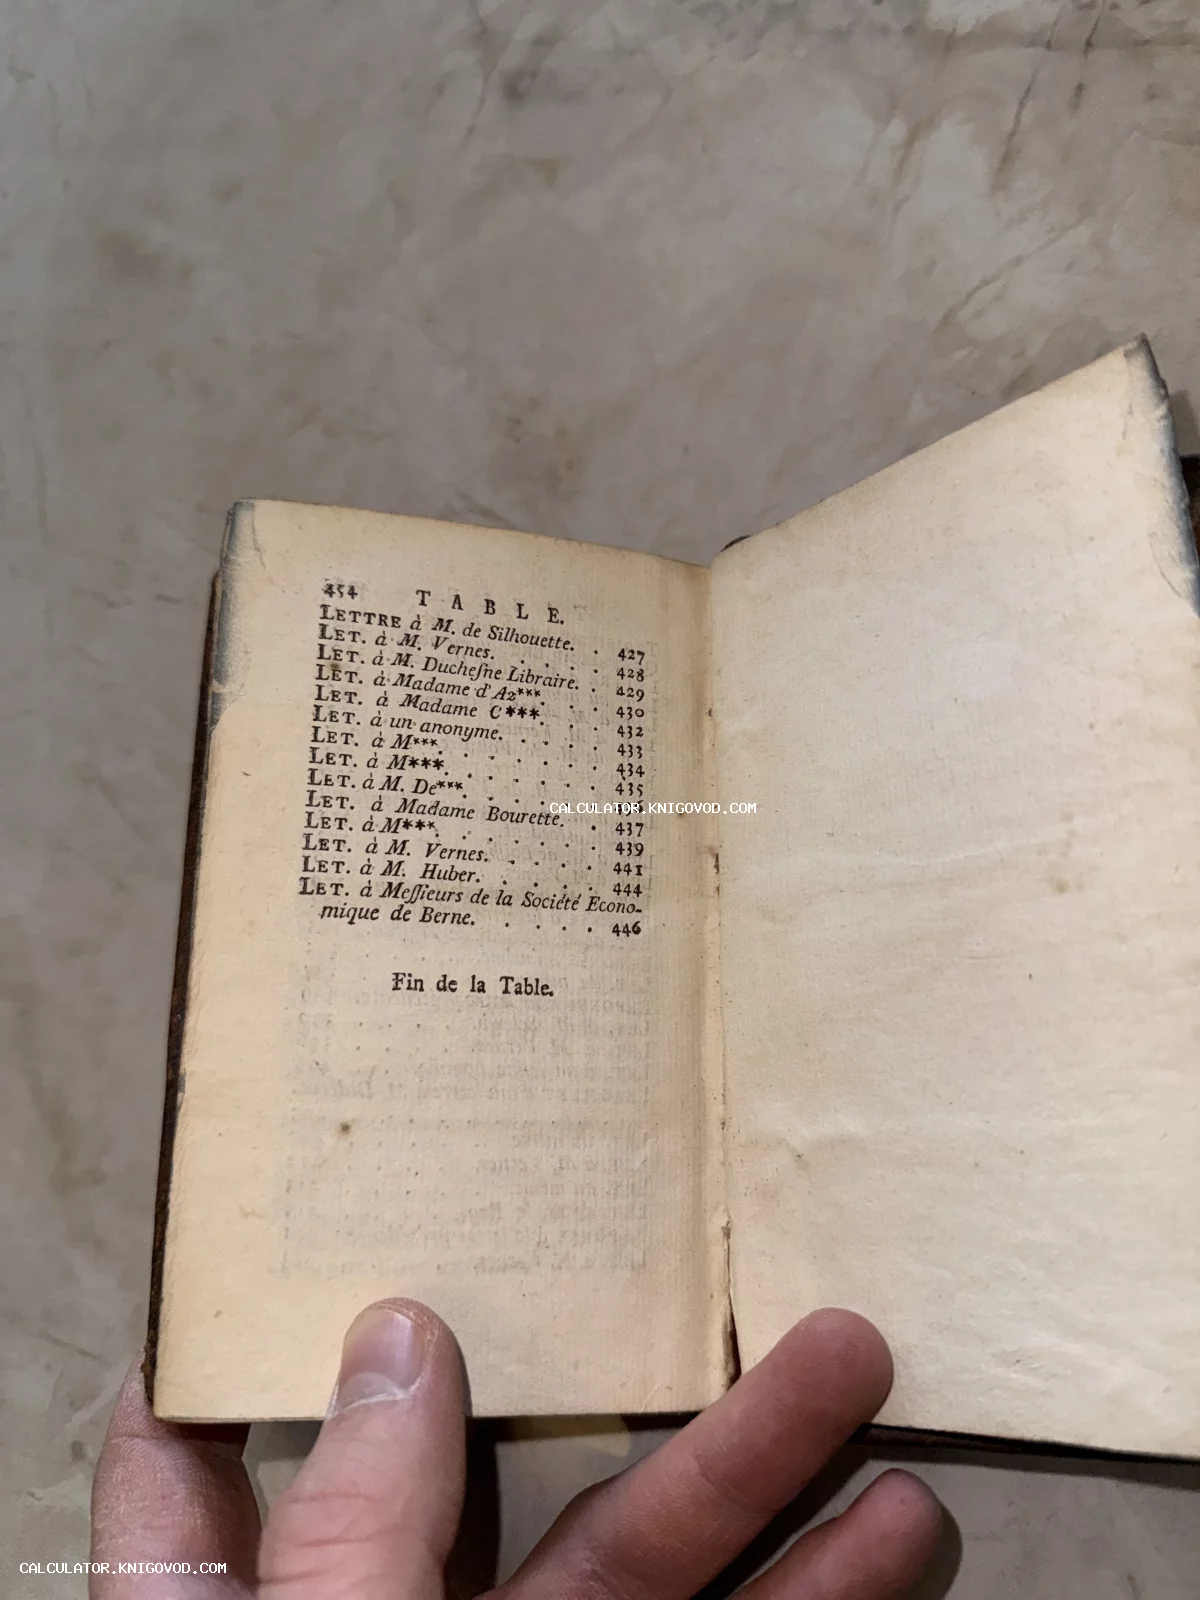 454 TABLE.
LETTRE à M. de Silhouette. . 427
LET. à M. Vernes. . . . . 428
LET. à M. Ducheſne Libraire. . 429
LET. à Madame d'Az***. . . 430
LET. à Madame C***. . . . 432
LET. à un anonyme. . . . . 433
LET. à M***. . . . . . . 434
LET. à M***. . . . . . . 435
LET. à M. De***. . . . .
LET. à Madame Bourette. . 437
LET. à M***. . . . . . . 439
LET. à M. Vernes. . . . . 441
LET. à M. Huber. . . . . 444
LET. à Meſſieurs de la Société Econo-
mique de Berne. . . . . 446
Fin de la Table.
CALCULATOR.KNIGOVOD.COM
CALCULATOR.KNIGOVOD.COM